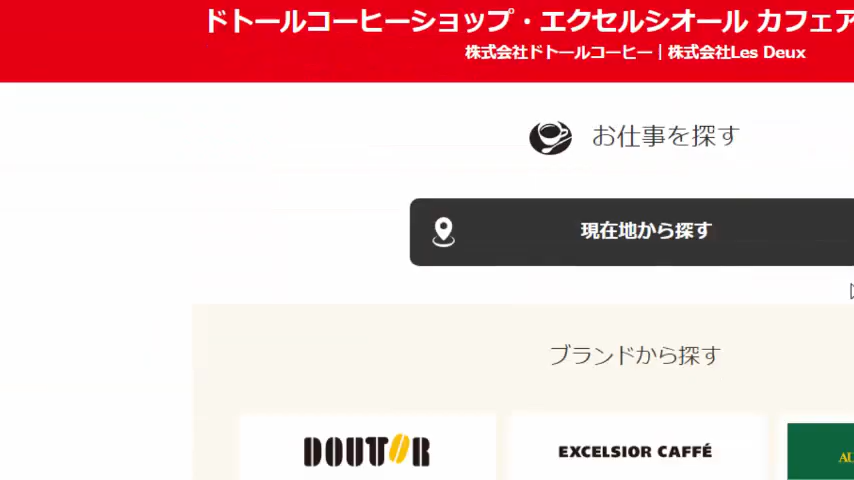 ドトールコーヒーショップ・エクセルシオール カフェア
株式会社ドトールコーヒー｜株式会社Les Deux
お仕事を探す
現在地から探す
ブランドから探す
DOUTOR
EXCELSIOR CAFFÉ